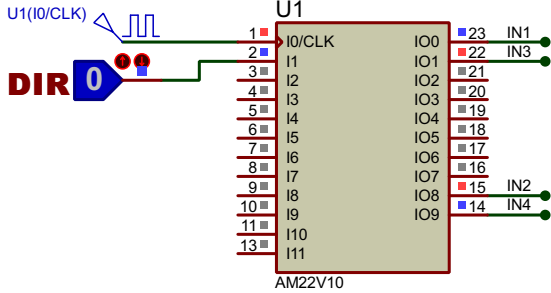 U1
U1(I0/CLK)
1 I0/CLK IO0 23 IN1
2 I1 IO1 22 IN3
3 I2 IO2 21
DIR 0
4 I3 IO3 20
5 I4 IO4 19
6 I5 IO5 18
7 I6 IO6 17
8 I7 IO7 16
9 I8 IO8 15 IN2
10 I9 IO9 14 IN4
11 I10
13 I11
AM22V10